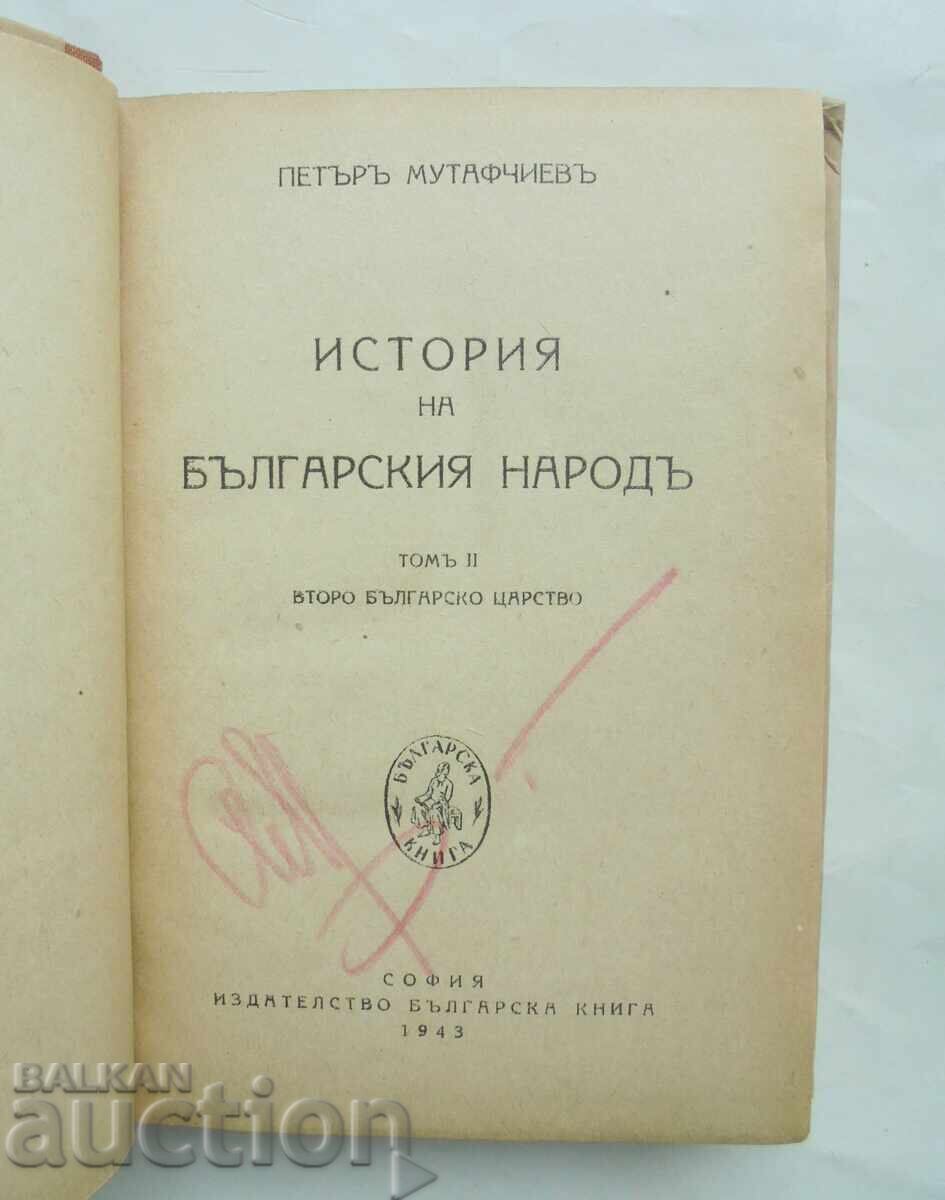 ПЕТЪРЪ МУТАФЧИЕВЪ
ИСТОРИЯ
НА
БЪЛГАРСКИЯ НАРОДЪ
ТОМЪ II
ВТОРО БЪЛГАРСКО ЦАРСТВО
БЪЛГАРСКА
КНИГА
СОФИЯ
ИЗДАТЕЛСТВО БЪЛГАРСКА КНИГА
1943
BALKAN
auction